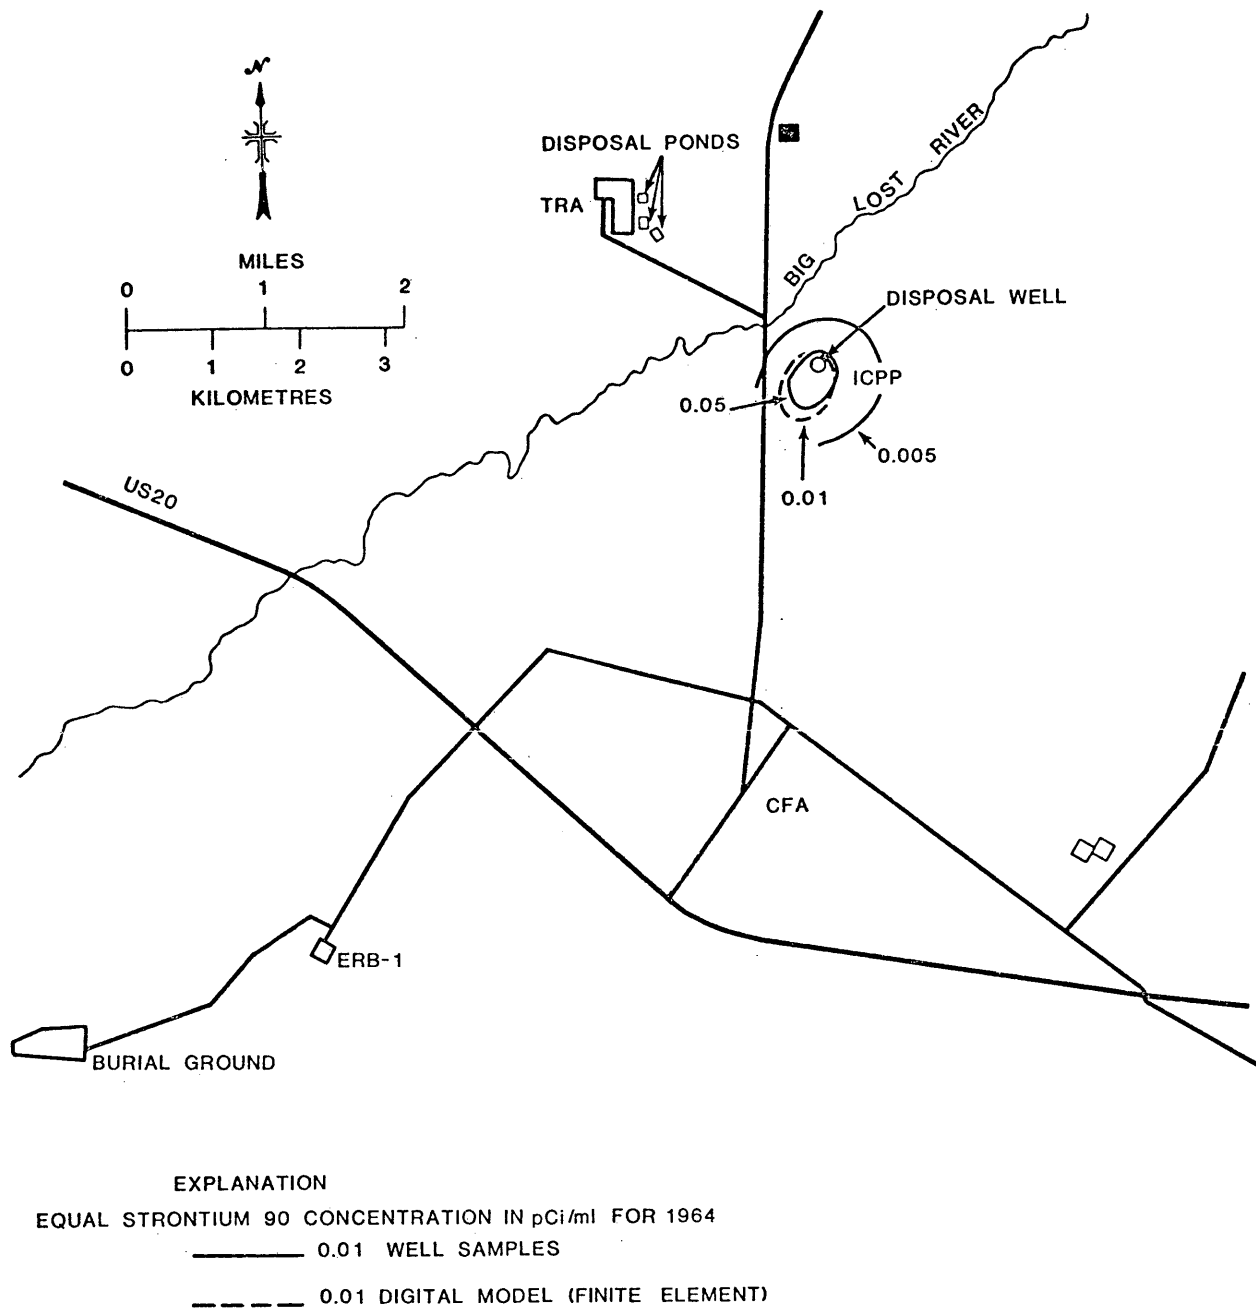 N
DISPOSAL PONDS
TRA
BIG LOST RIVER
MILES
0 1 2
0 1 2 3
KILOMETRES
DISPOSAL WELL
ICPP
0.05
0.005
0.01
US20
CFA
ERB-1
BURIAL GROUND
EXPLANATION
EQUAL STRONTIUM 90 CONCENTRATION IN pCi/ml FOR 1964
0.01 WELL SAMPLES
0.01 DIGITAL MODEL (FINITE ELEMENT)